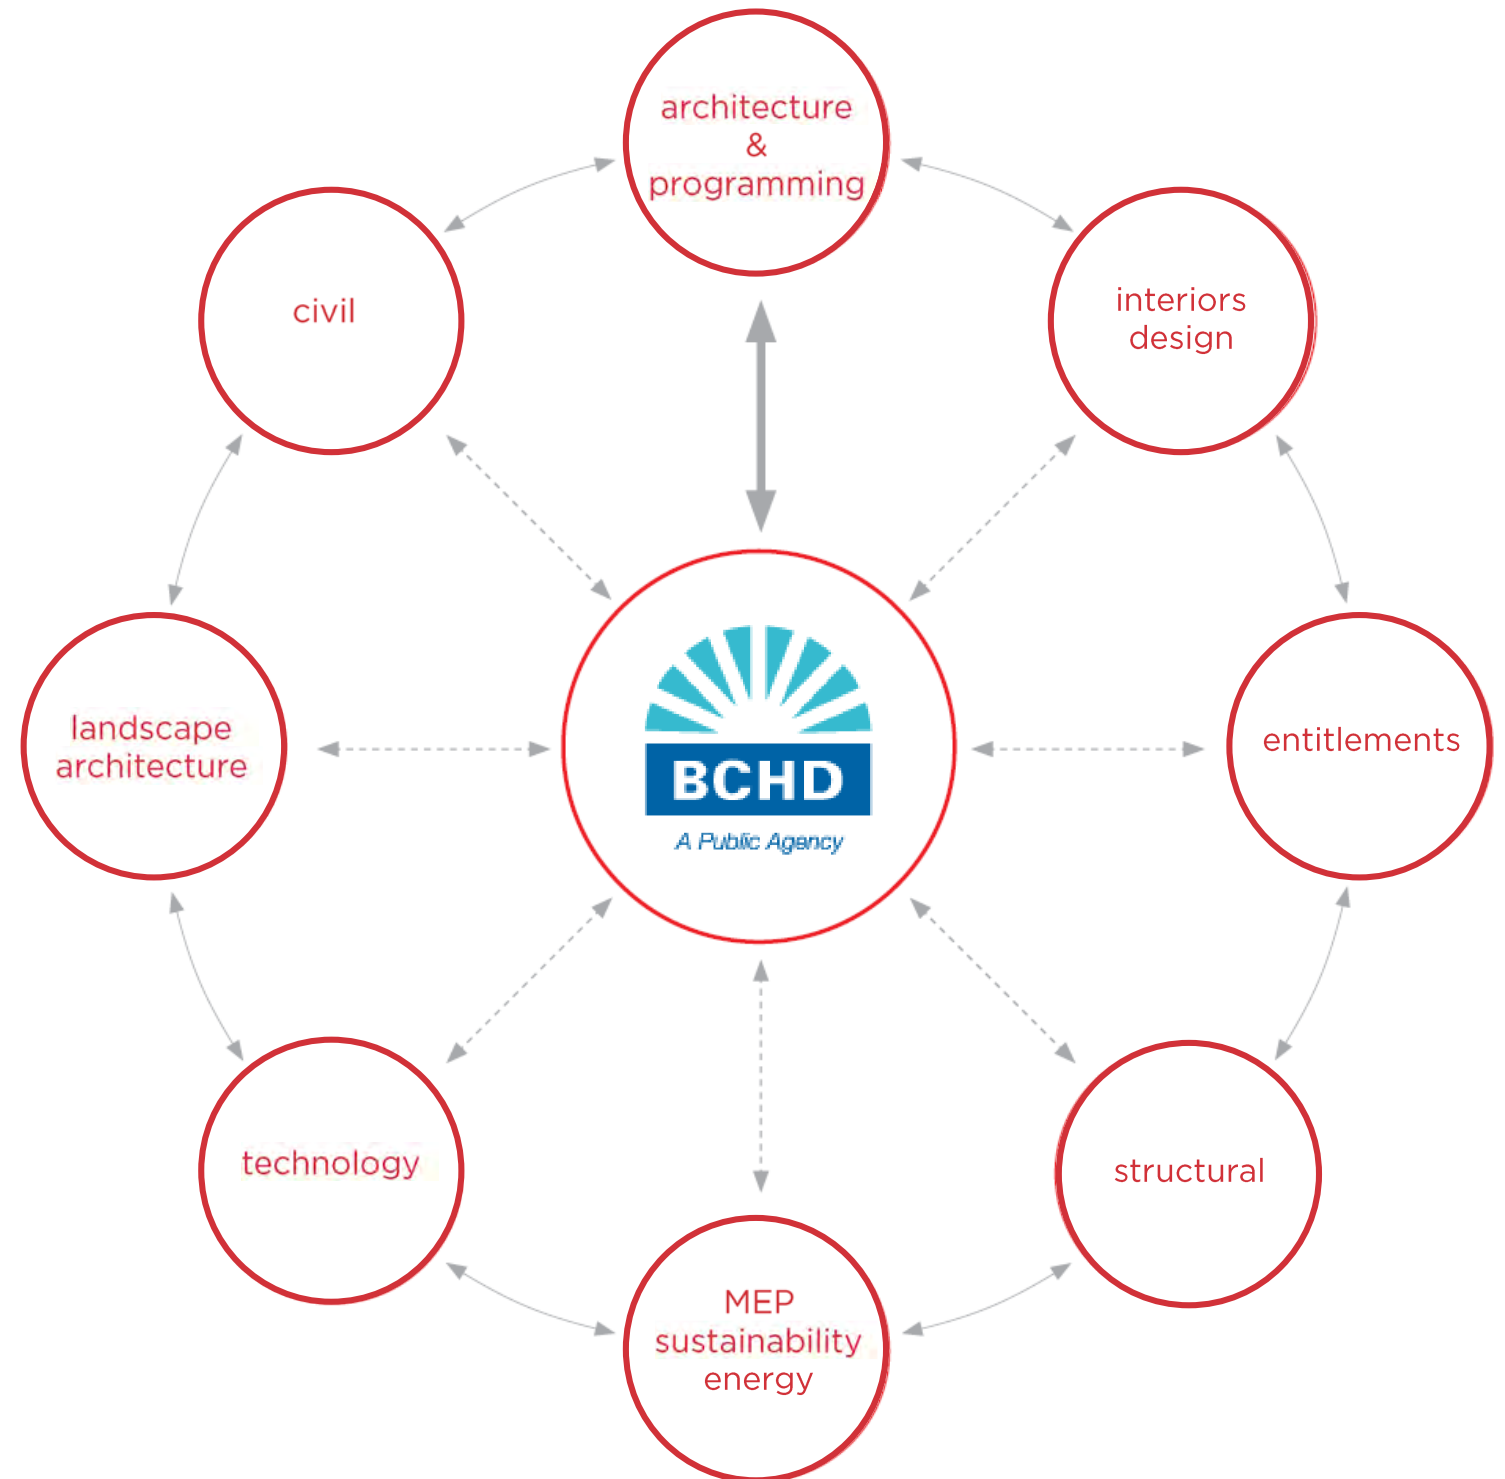 architecture
&
programming
civil
interiors
design
landscape
architecture
BCHD
A Public Agency
entitlements
technology
structural
MEP
sustainability
energy